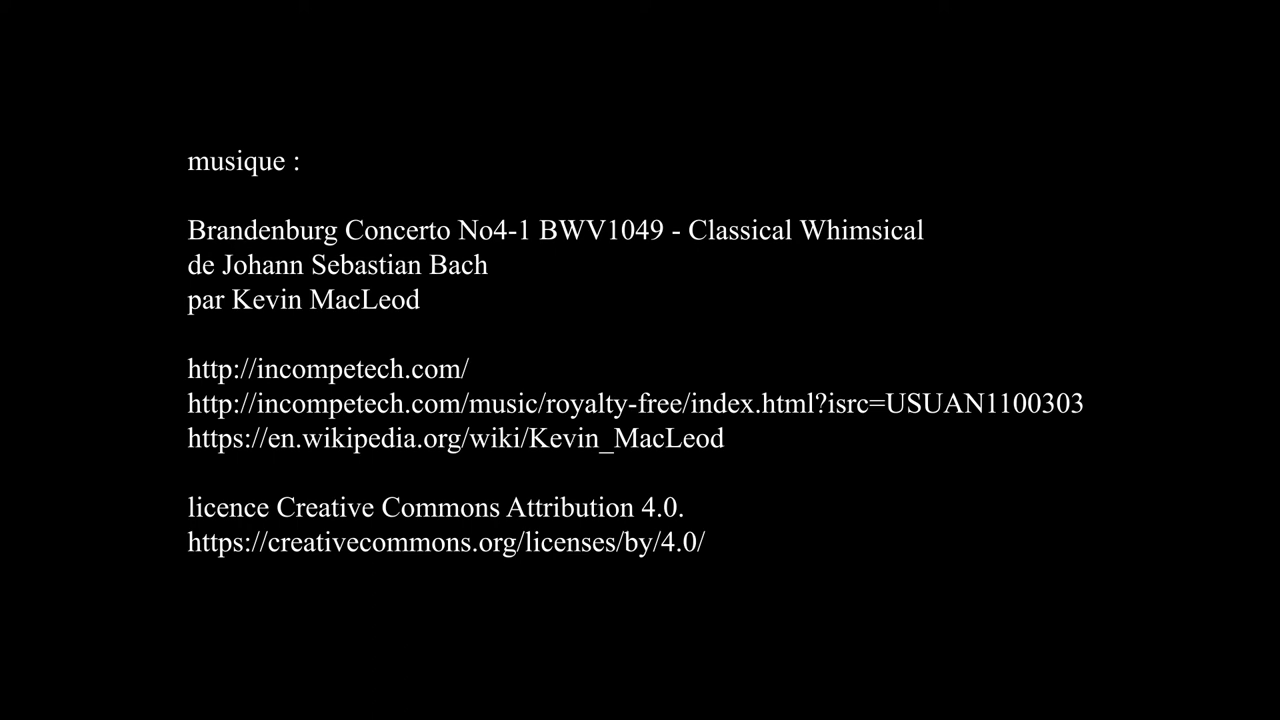 musique :
Brandenburg Concerto No4-1 BWV1049 - Classical Whimsical
de Johann Sebastian Bach
par Kevin MacLeod
http://incompetech.com/
http://incompetech.com/music/royalty-free/index.html?isrc=USUAN1100303
https://en.wikipedia.org/wiki/Kevin_MacLeod
licence Creative Commons Attribution 4.0.
https://creativecommons.org/licenses/by/4.0/